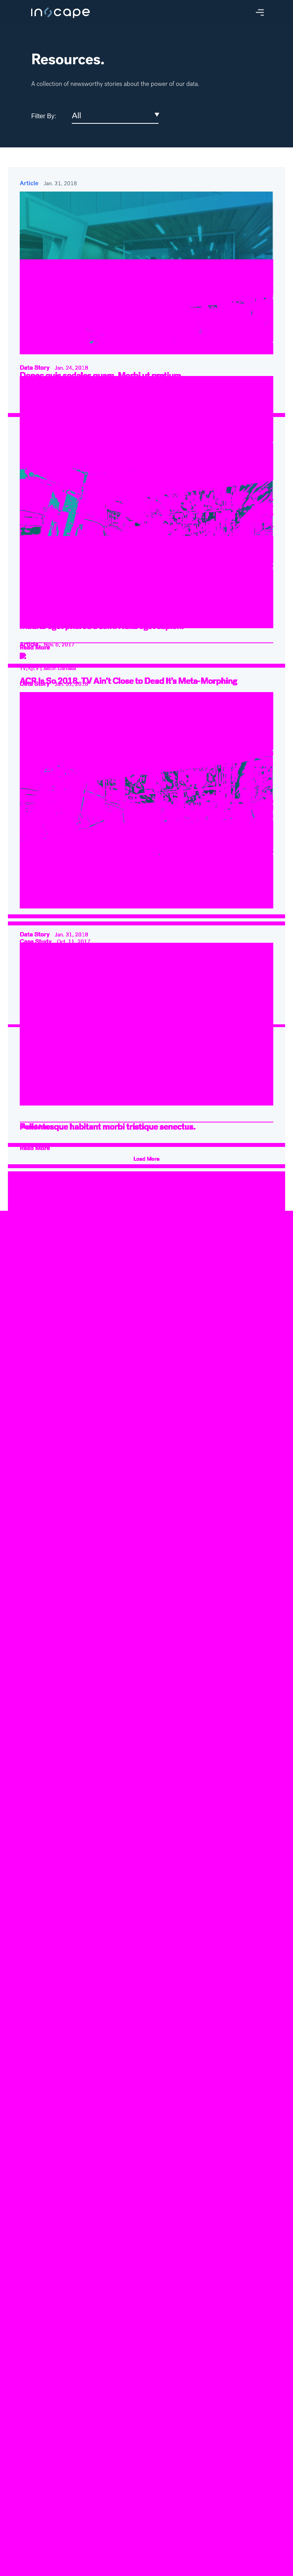 inscape
Resources.
A collection of newsworthy stories about the power of our data.
Filter By: All
Article Jan. 31, 2018
Data Story Jan. 24, 2018
Donec quis sodales quam. Morbi ut pretium
Article 2017
Read More
Data Story
ACR Is So 2018. TV Ain't Close to Dead It's Meta-Morphing
Data Story Jan. 31, 2018
Case Study Oct. 11, 2017
Pellentesque habitant morbi tristique senectus.
Read More
Load More